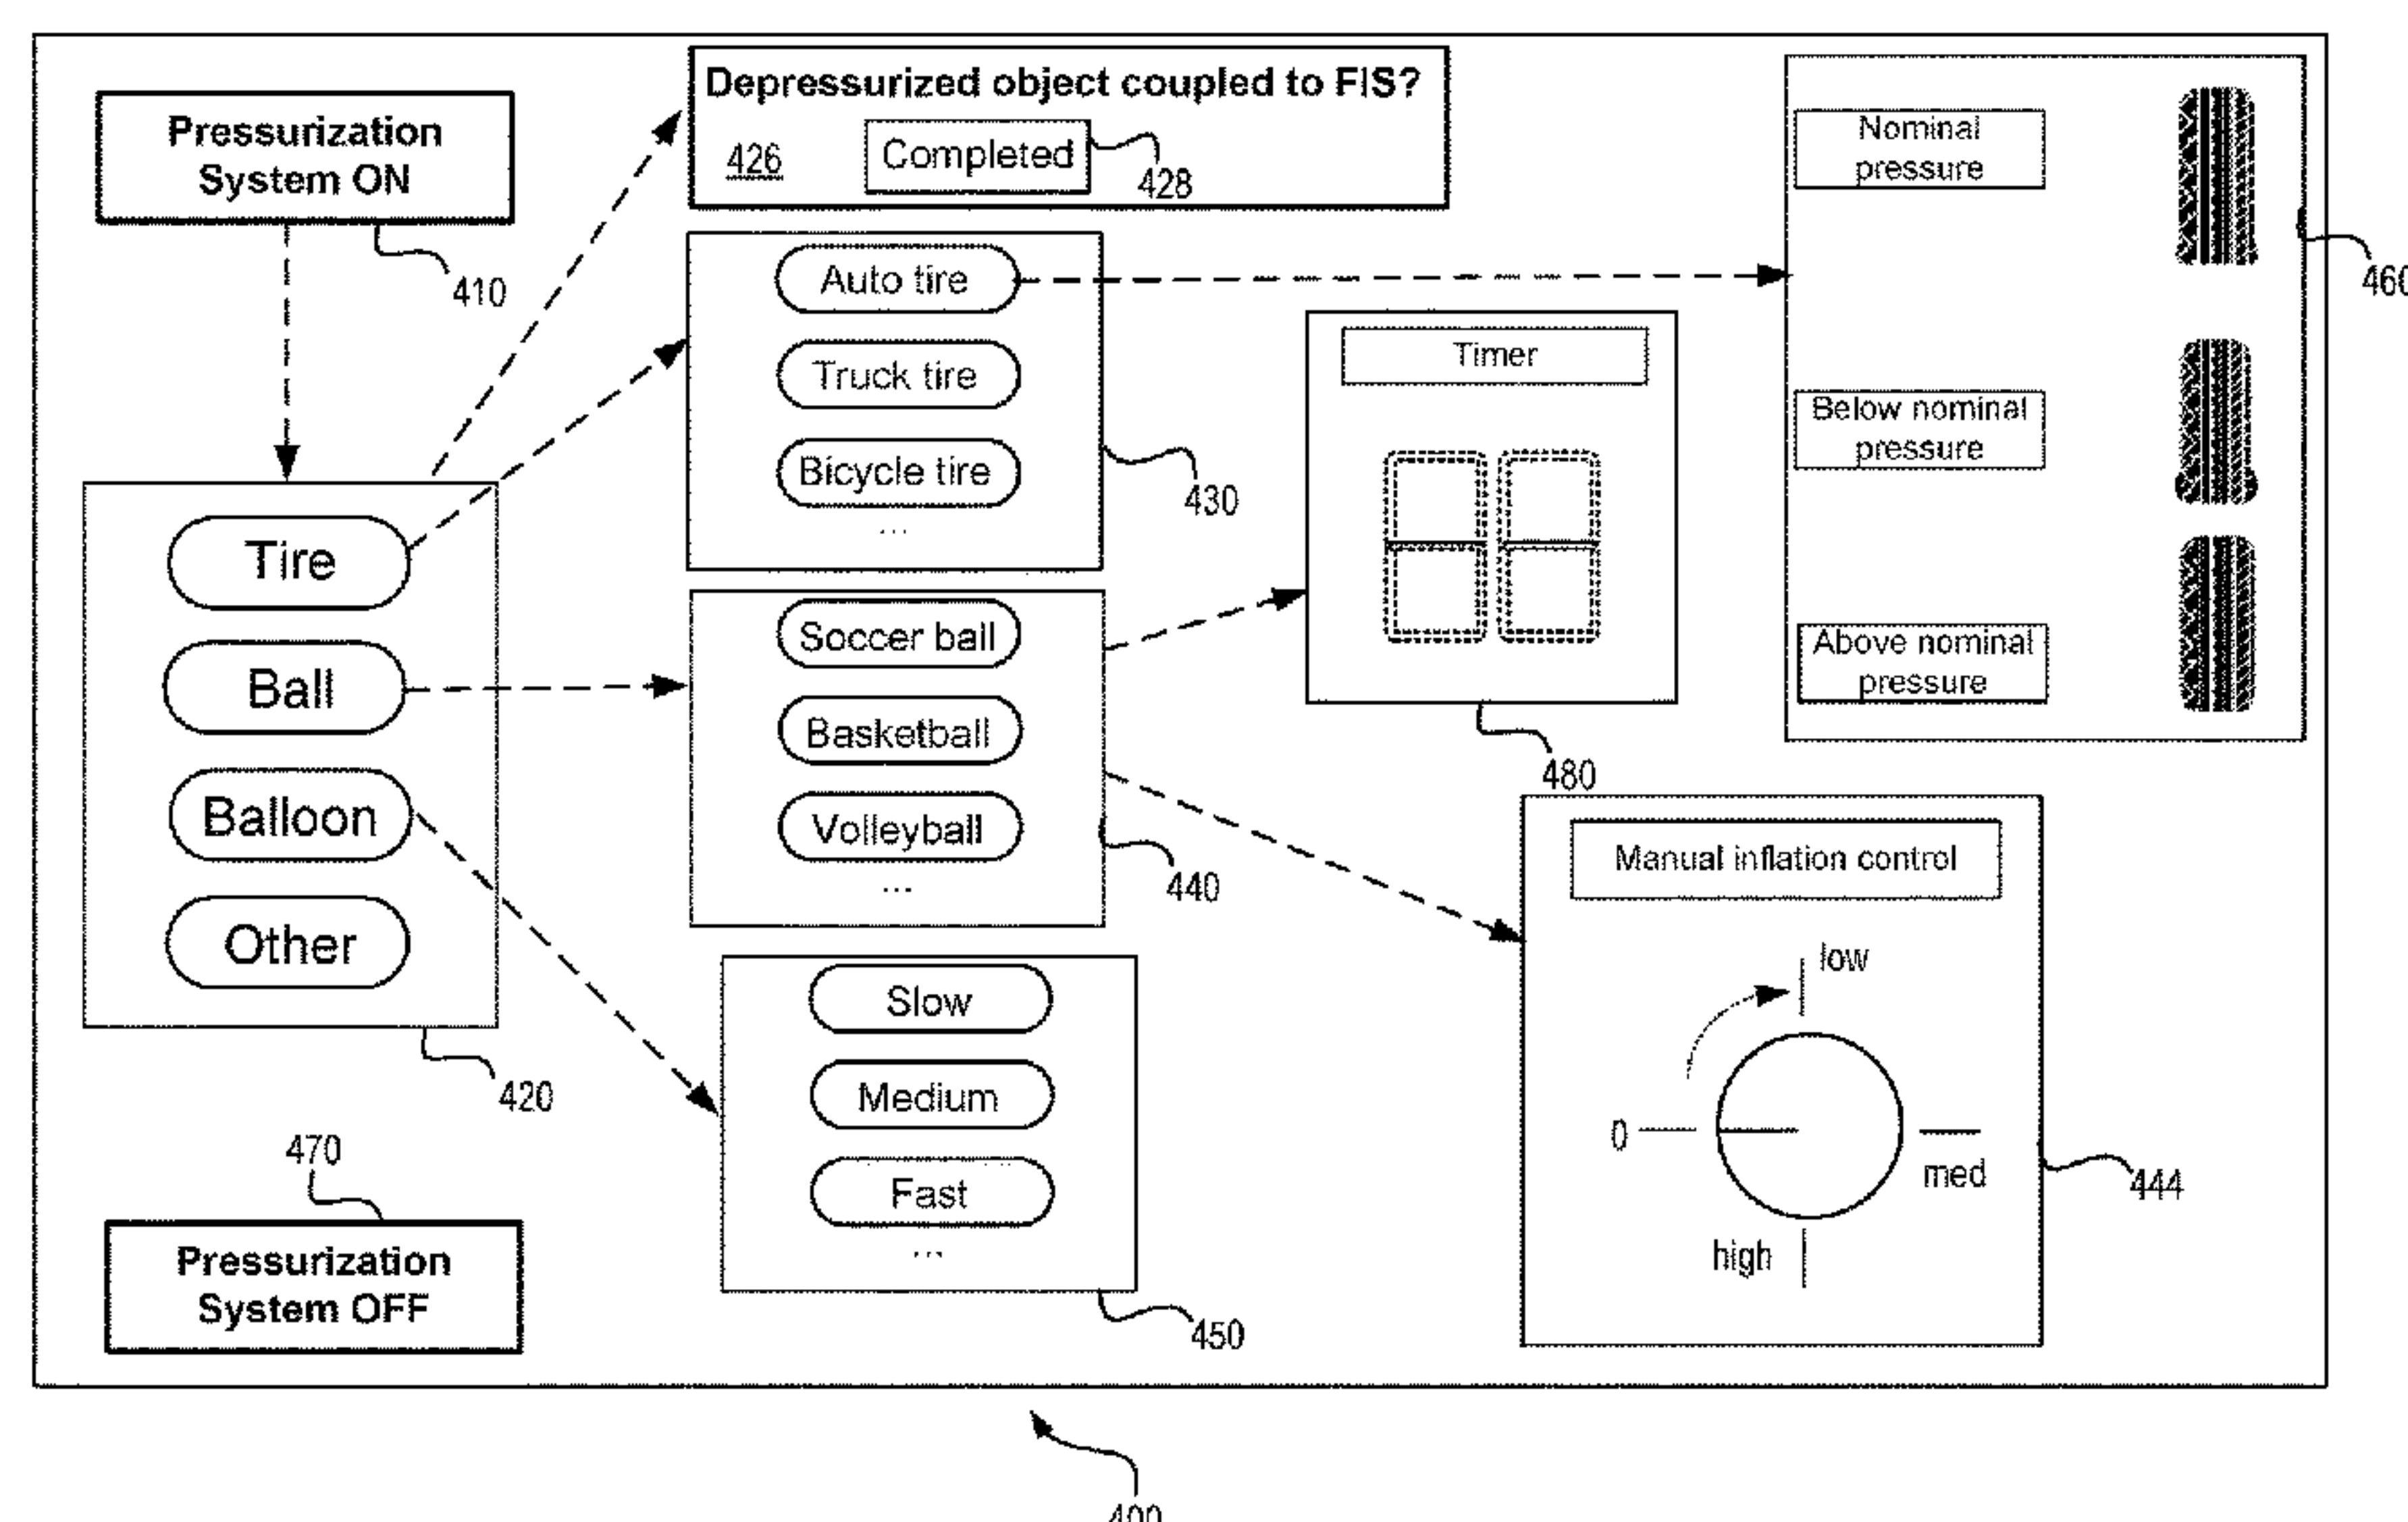 Pressurization
System ON
410
Depressurized object coupled to FIS?
426
Completed
428
Auto tire
Truck tire
Bicycle tire
...
430
Tire
Ball
Balloon
Other
420
Soccer ball
Basketball
Volleyball
...
440
Slow
Medium
Fast
...
450
Timer
480
Nominal
pressure
Below nominal
pressure
Above nominal
pressure
460
Manual inflation control
low
0
med
high
444
470
Pressurization
System OFF
400